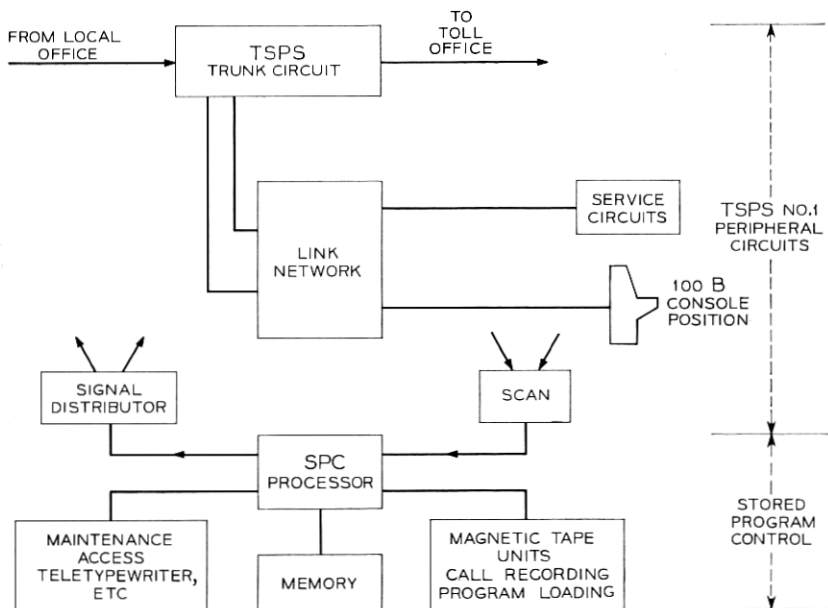 FROM LOCAL
OFFICE
TSPS
TRUNK CIRCUIT
TO
TOLL
OFFICE
LINK
NETWORK
SERVICE
CIRCUITS
100 B
CONSOLE
POSITION
TSPS NO.1
PERIPHERAL
CIRCUITS
SIGNAL
DISTRIBUTOR
SCAN
SPC
PROCESSOR
MAINTENANCE
ACCESS
TELETYPEWRITER,
ETC
MEMORY
MAGNETIC TAPE
UNITS
CALL RECORDING
PROGRAM LOADING
STORED
PROGRAM
CONTROL